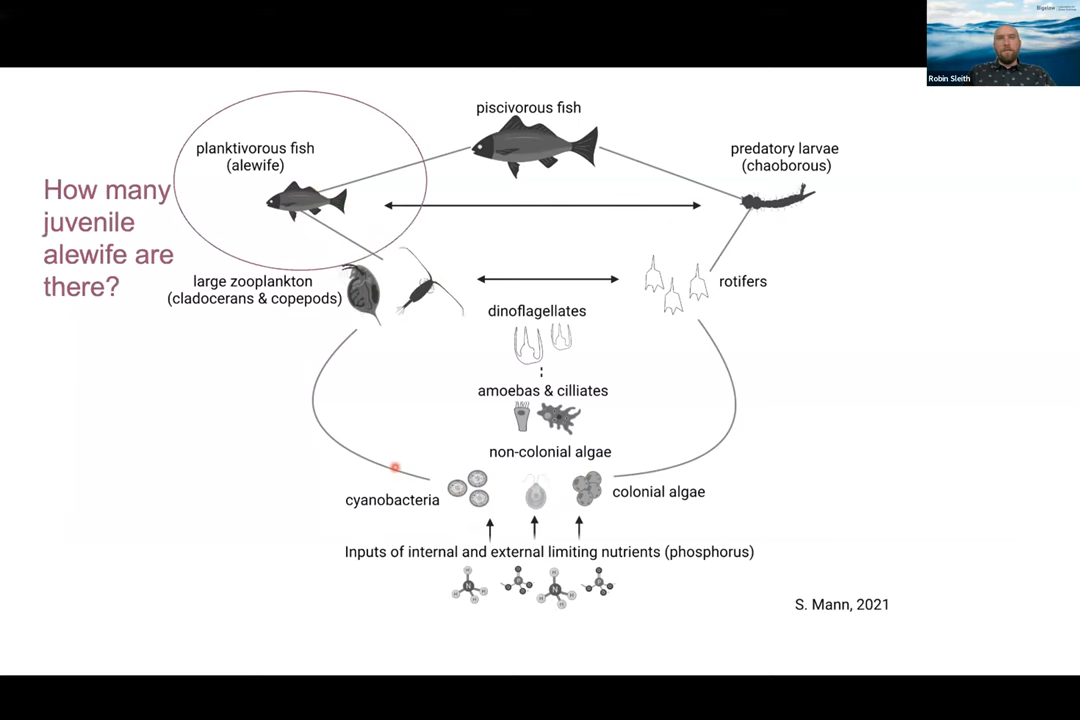 Bigelow
Robin Sleith
piscivorous fish
planktivorous fish
(alewife)
predatory larvae
(chaoborous)
How many
juvenile
alewife are
there?
large zooplankton
(cladocerans & copepods)
rotifers
dinoflagellates
amoebas & cilliates
non-colonial algae
cyanobacteria
colonial algae
Inputs of internal and external limiting nutrients (phosphorus)
H
N
H
H
P
H
N
H
H
P
S. Mann, 2021